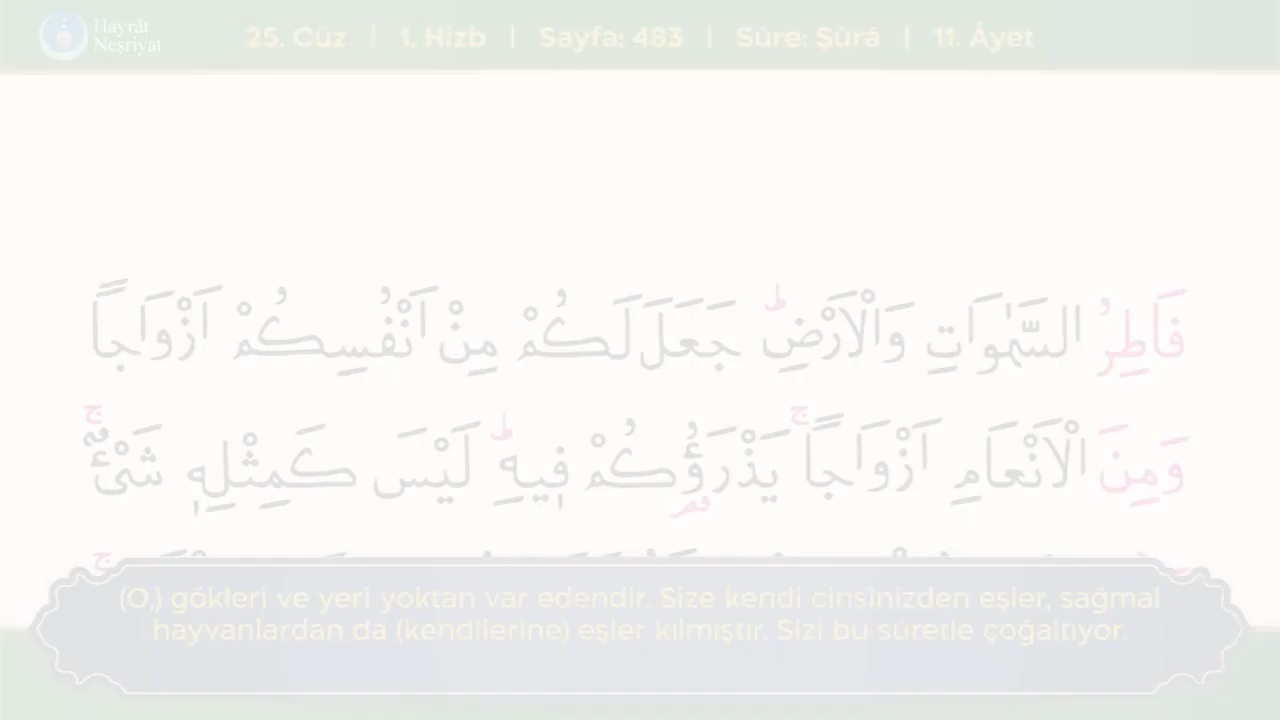 Hayrât
Neşriyat
25. Cüz | 1. Hizb | Sayfa: 483 | Sûre: Şûrâ | 11. Âyet
فَاطِرُ السَّمٰوَاتِ وَالْاَرْضِۜ جَعَلَ لَكُمْ مِنْ اَنْفُسِكُمْ اَزْوَاجاً
وَمِنَ الْاَنْعَامِ اَزْوَاجاًۚ يَذْرَؤُ۬كُمْ ف۪يهِۜ لَيْسَ كَمِثْلِه۪ شَيْءٌۚ
(O,) gökleri ve yeri yoktan var edendir. Size kendi cinsinizden eşler, sağmal
hayvanlardan da (kendilerine) eşler kılmıştır. Sizi bu sûretle çoğaltıyor.